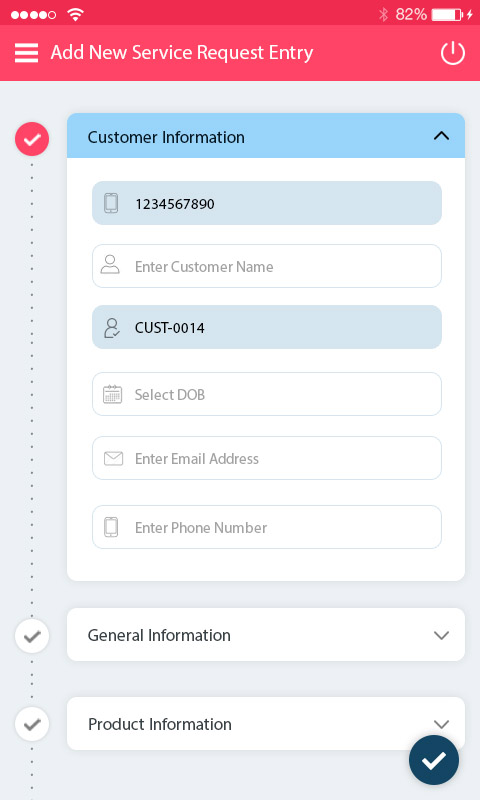 82%
Add New Service Request Entry
Customer Information
1234567890
Enter Customer Name
CUST-0014
Select DOB
Enter Email Address
Enter Phone Number
General Information
Product Information